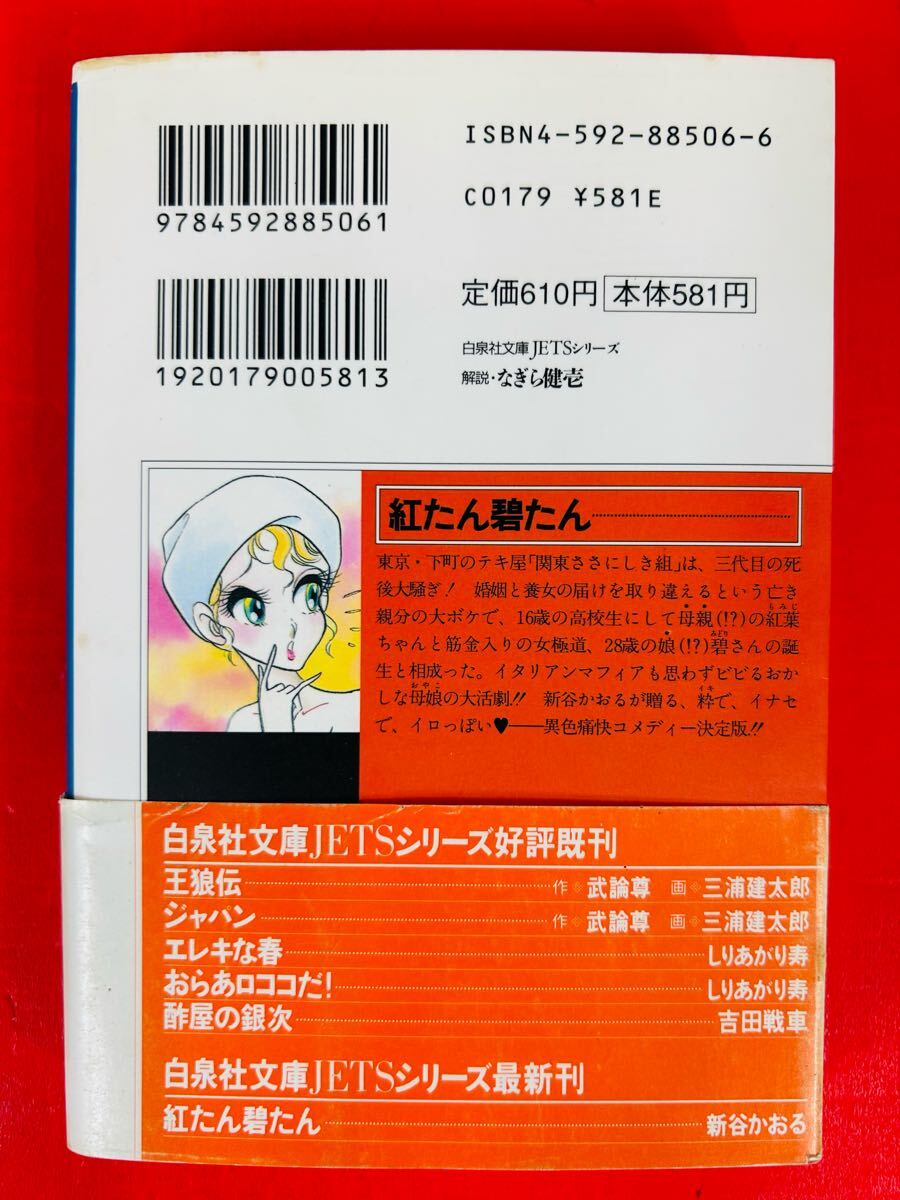 ISBN4-592-88506-6
9784592885061
C0179 ¥581E
定価610円 本体581円
1920179005813
白泉社文庫JETSシリーズ
解説・なぎら健壱
紅たん碧たん
東京・下町のテキ屋「関東ささにしき組」は、三代目の死
後大騒ぎ! 婚姻と養女の届けを取り違えるという亡き
親分の大ボケで、16歳の高校生にして母親(!?)の紅葉もみじ
ちゃんと筋金入りの女極道、28歳の娘(!?)碧みどりさんの誕
生と相成った。イタリアンマフィアも思わずビビるおか
しな母娘おやこの大活劇!! 新谷かおるが贈る、粋イキで、イナセ
で、イロっぽい♥——異色痛快コメディー決定版!!
白泉社文庫JETSシリーズ好評既刊
王狼伝 作◆武論尊 画◆三浦建太郎
ジャパン 作◆武論尊 画◆三浦建太郎
エレキな春 しりあがり寿
おらあロココだ! しりあがり寿
酢屋の銀次 吉田戦車
白泉社文庫JETSシリーズ最新刊
紅たん碧たん 新谷かおる